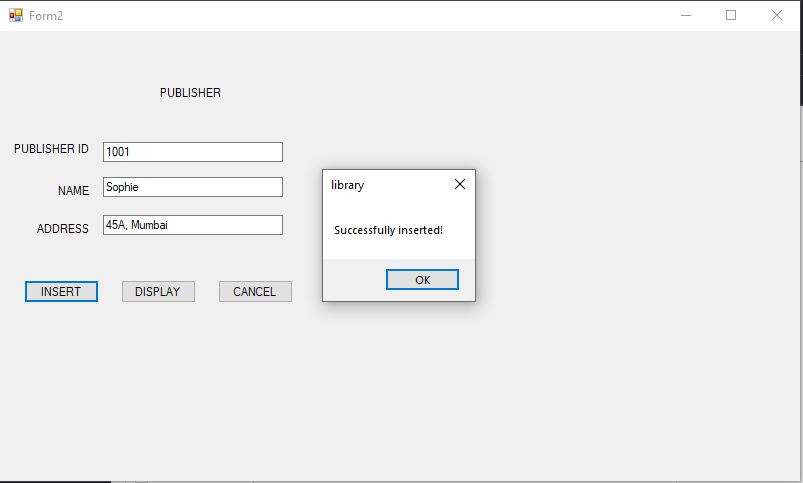 Form2
PUBLISHER
PUBLISHER ID 1001
NAME Sophie
ADDRESS 45A, Mumbai
INSERT DISPLAY CANCEL
library
Successfully inserted!
OK